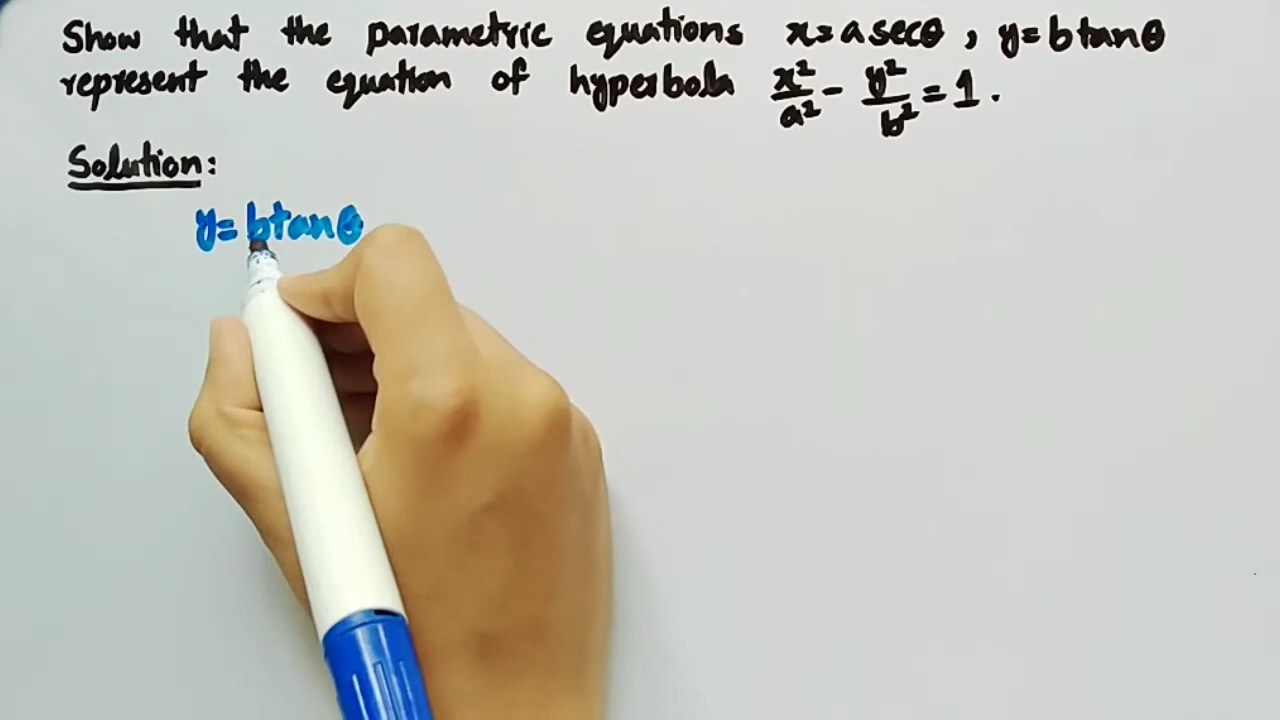 Show that the parametric equations x = a secθ , y = b tanθ
represent the equation of hyperbola x²/a² - y²/b² = 1 .
Solution:
y = b tanθ